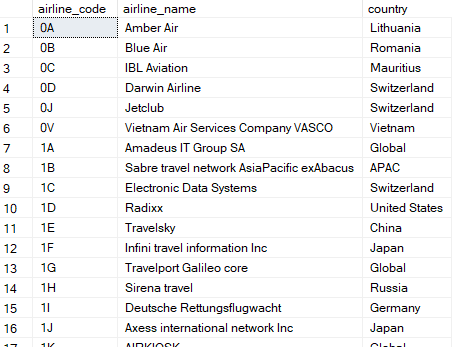 airline_code airline_name country
1 0A Amber Air Lithuania
2 0B Blue Air Romania
3 0C IBL Aviation Mauritius
4 0D Darwin Airline Switzerland
5 0J Jetclub Switzerland
6 0V Vietnam Air Services Company VASCO Vietnam
7 1A Amadeus IT Group SA Global
8 1B Sabre travel network AsiaPacific exAbacus APAC
9 1C Electronic Data Systems Switzerland
10 1D Radixx United States
11 1E Travelsky China
12 1F Infini travel information Inc Japan
13 1G Travelport Galileo core Global
14 1H Sirena travel Russia
15 1I Deutsche Rettungsflugwacht Germany
16 1J Axess international network Inc Japan
17 1K AIRKIOSK Global